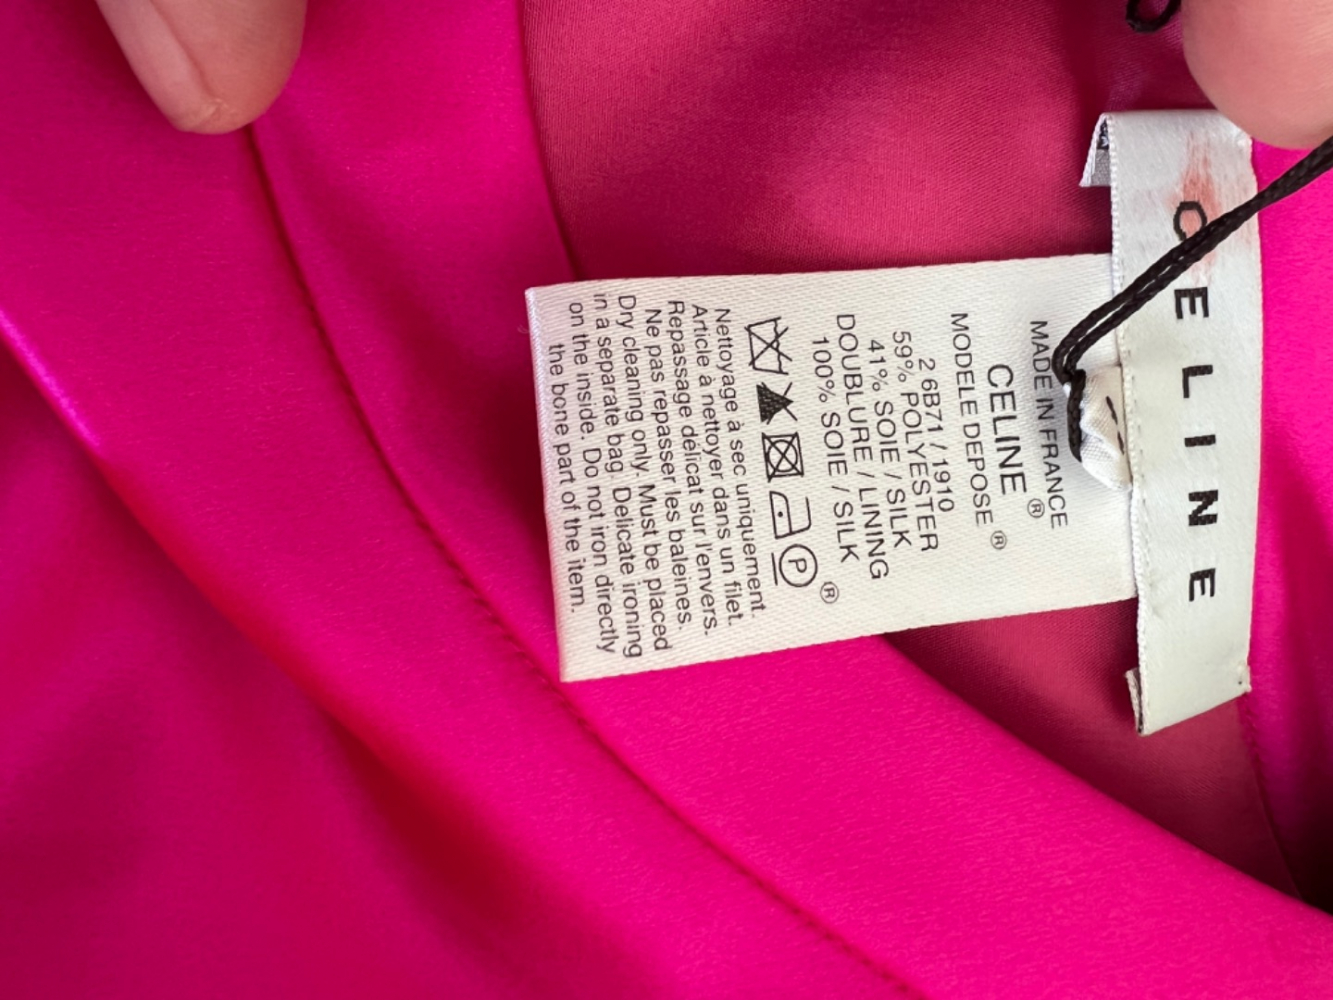 CELINE
MADE IN FRANCE
CELINE ®
MODELE DEPOSE ®
2 6B71 / 1910
59% POLYESTER
41% SOIE / SILK
DOUBLURE / LINING
100% SOIE / SILK
P ®
Nettoyage à sec uniquement.
Article à nettoyer dans un filet.
Repassage délicat sur l'envers.
Ne pas repasser les baleines.
Dry cleaning only. Must be placed
in a separate bag. Delicate ironing
on the inside. Do not iron directly
the bone part of the item.